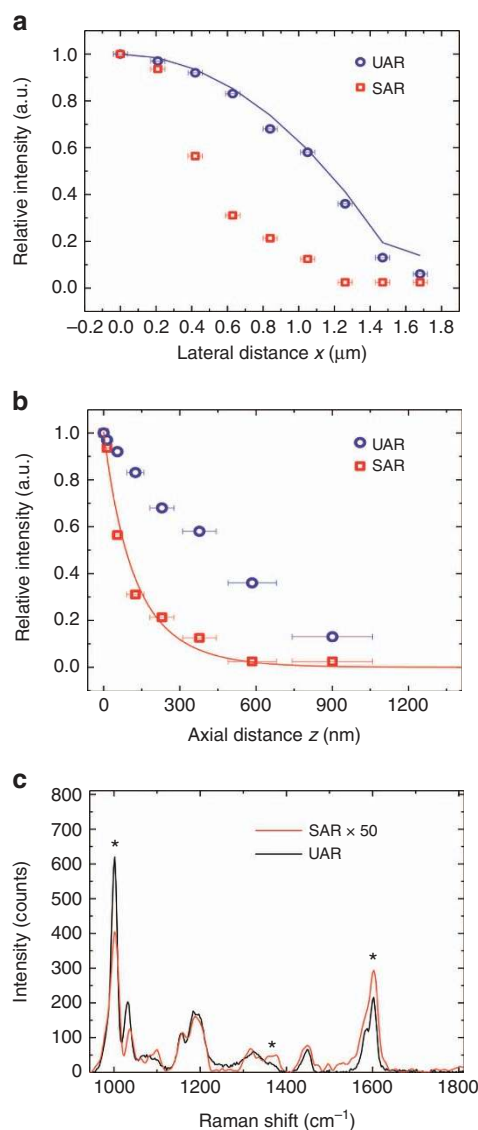 a
1.0
0.8
0.6
0.4
0.2
0.0
Relative intensity (a.u.)
UAR
SAR
−0.2 0.0 0.2 0.4 0.6 0.8 1.0 1.2 1.4 1.6 1.8
Lateral distance x (μm)
b
1.0
0.8
0.6
0.4
0.2
0.0
Relative intensity (a.u.)
UAR
SAR
0 300 600 900 1200
Axial distance z (nm)
c
800
700
600
500
400
300
200
100
0
Intensity (counts)
SAR × 50
UAR
*
*
*
1000 1200 1400 1600 1800
Raman shift (cm⁻¹)